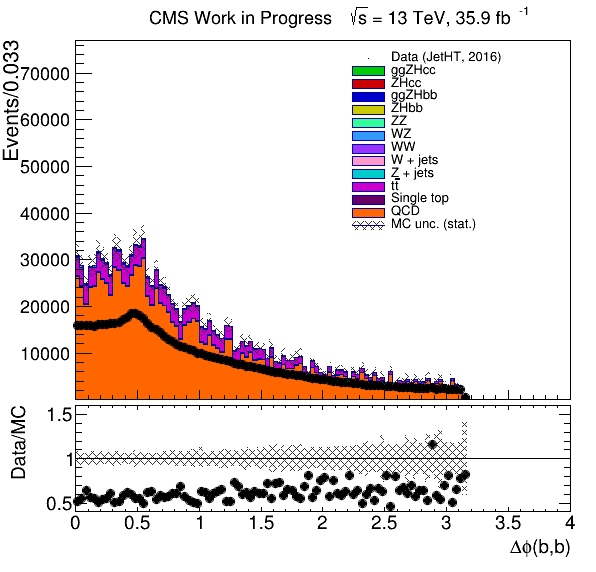 CMS Work in Progress √s = 13 TeV, 35.9 fb⁻¹
Events/0.033
70000
60000
50000
40000
30000
20000
10000
Data (JetHT, 2016)
ggZHcc
ZHcc
ggZHbb
ZHbb
ZZ
WZ
WW
W + jets
Z + jets
tt̅
Single top
QCD
MC unc. (stat.)
Data/MC
1.5
1
0.5
0 0.5 1 1.5 2 2.5 3 3.5 4
Δϕ(b,b)